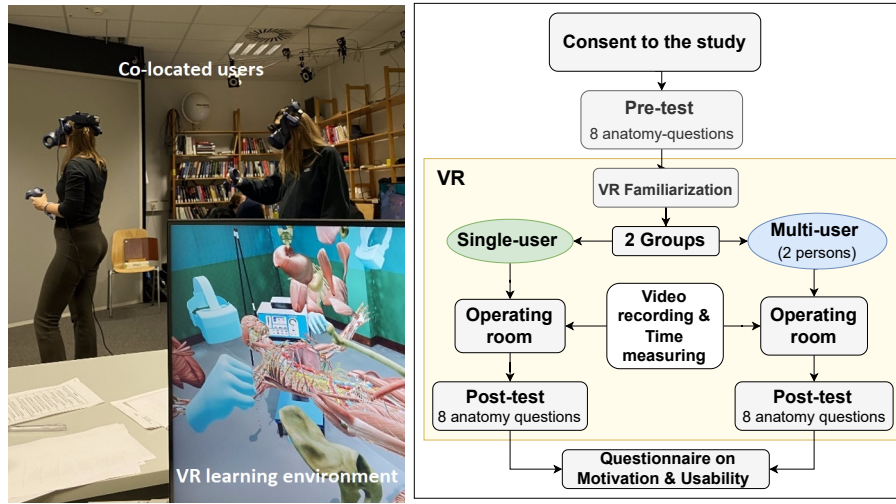 Co-located users
VR learning environment
Consent to the study
Pre-test
8 anatomy-questions
VR
VR Familiarization
Single-user
2 Groups
Multi-user
(2 persons)
Operating
room
Video
recording &
Time
measuring
Operating
room
Post-test
8 anatomy questions
Post-test
8 anatomy questions
Questionnaire on
Motivation & Usability